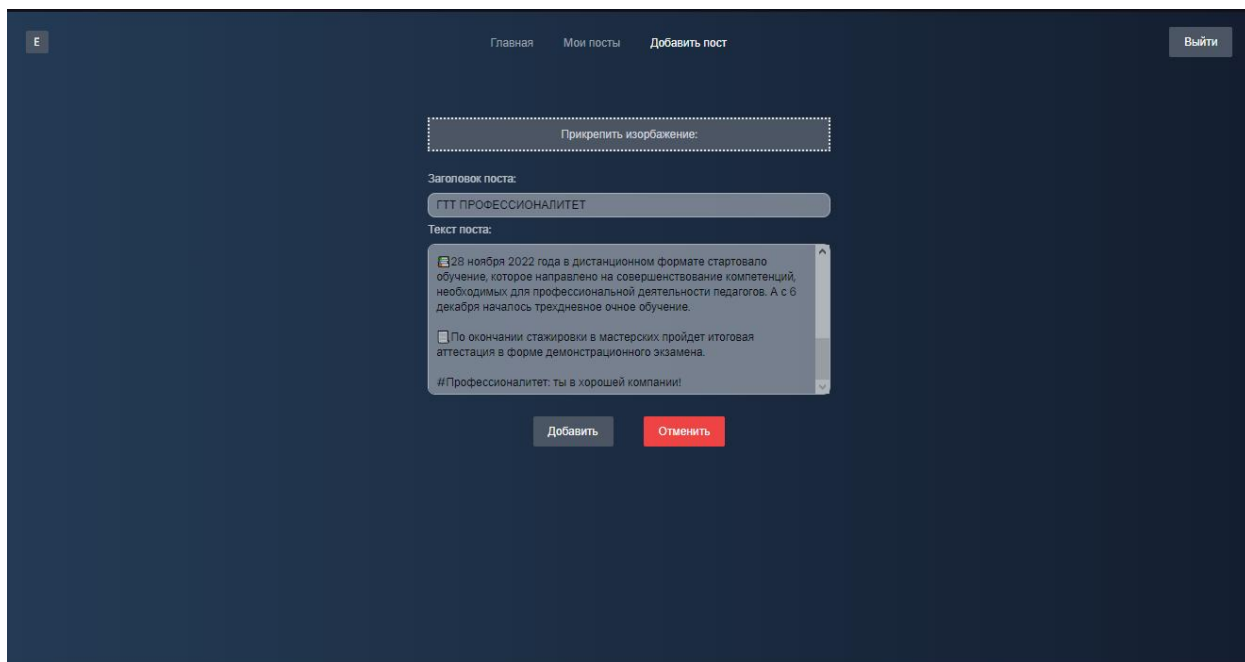 E
Главная Мои посты Добавить пост
Выйти
Прикрепить изорбажение:
Заголовок поста:
ГТТ ПРОФЕССИОНАЛИТЕТ
Текст поста:
28 ноября 2022 года в дистанционном формате стартовало
обучение, которое направлено на совершенствование компетенций,
необходимых для профессиональной деятельности педагогов. А с 6
декабря началось трехдневное очное обучение.
По окончании стажировки в мастерских пройдет итоговая
аттестация в форме демонстрационного экзамена.
#Профессионалитет: ты в хорошей компании!
Добавить Отменить